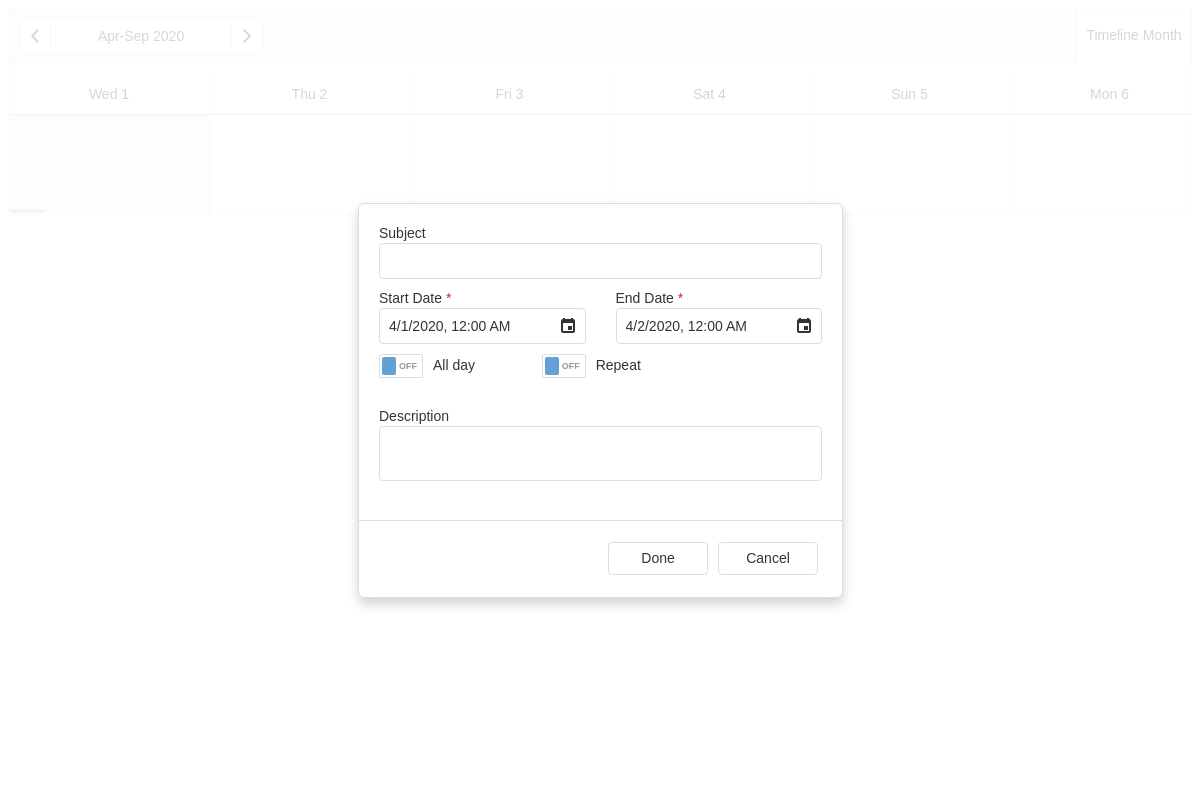 Apr-Sep 2020
Timeline Month
Wed 1 Thu 2 Fri 3 Sat 4 Sun 5 Mon 6
Subject
Start Date * End Date *
4/1/2020, 12:00 AM 4/2/2020, 12:00 AM
OFF All day OFF Repeat
Description
Done Cancel